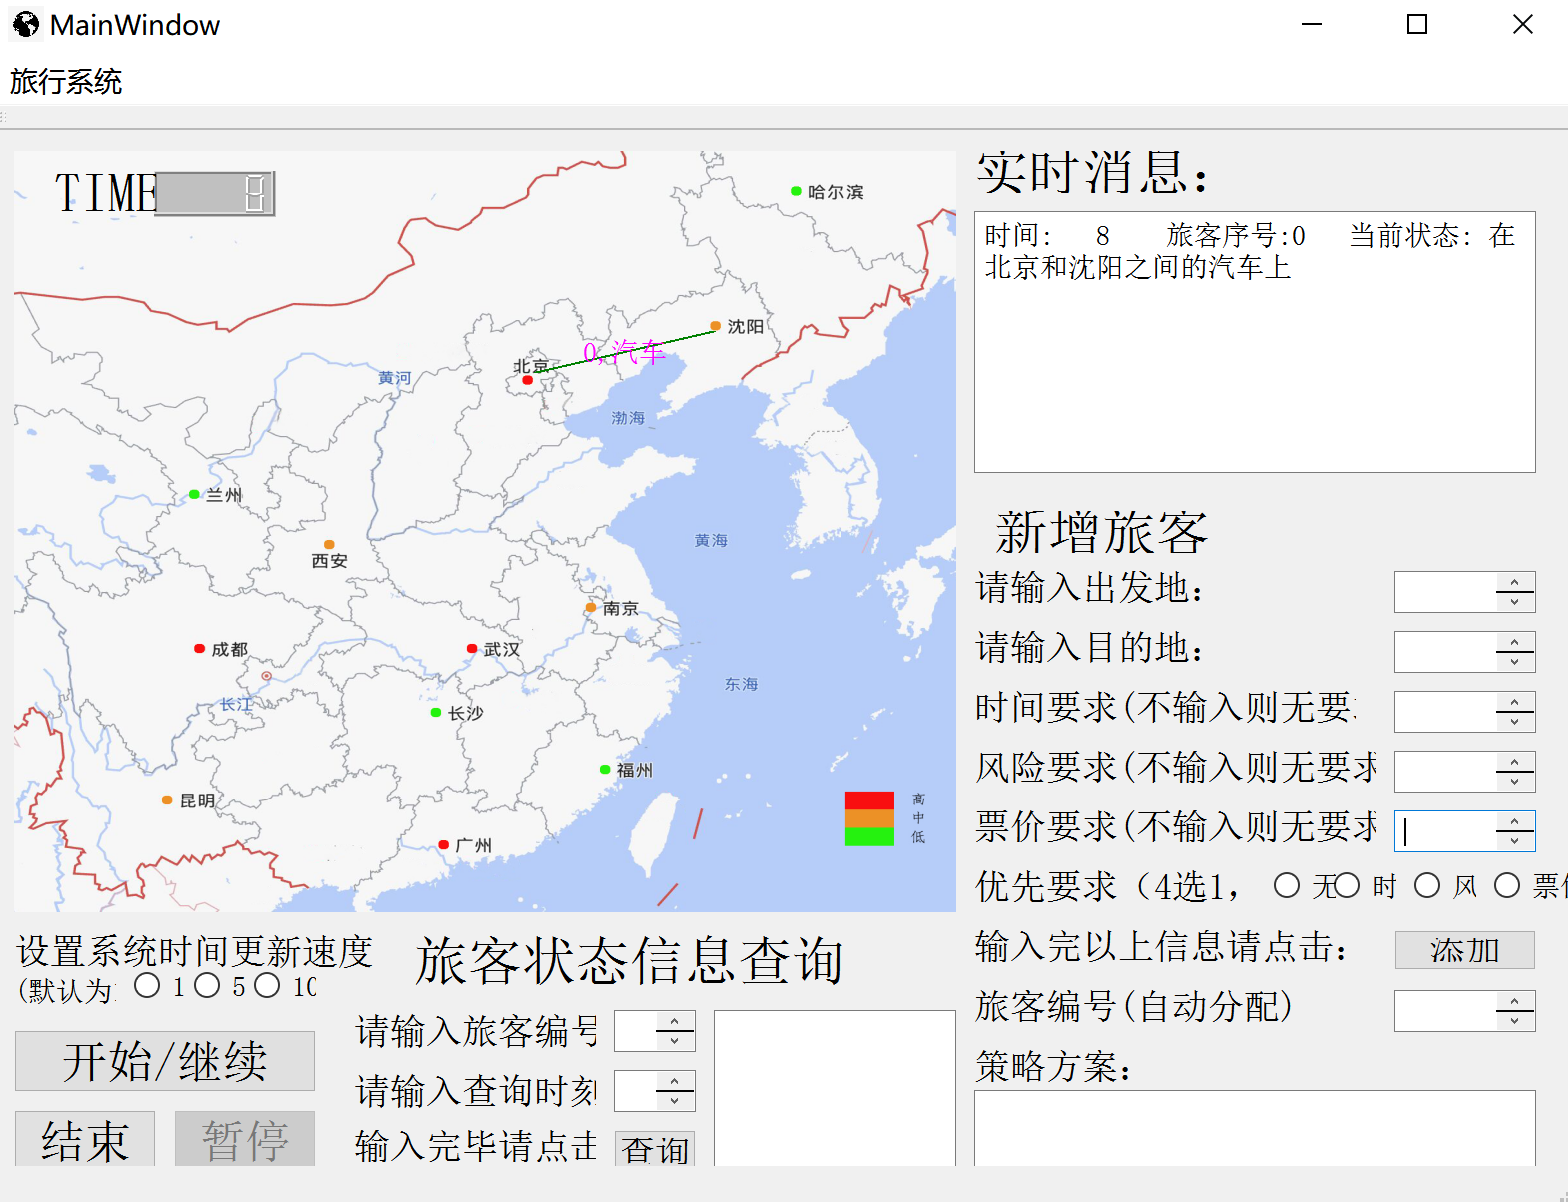 MainWindow
旅行系统
TIME 8
哈尔滨
沈阳
0,汽车
北京
黄河
渤海
兰州
西安
黄海
南京
成都
武汉
东海
长江
长沙
福州
昆明
高
中
低
广州
实时消息：
时间: 8 旅客序号:0 当前状态: 在
北京和沈阳之间的汽车上
新增旅客
请输入出发地：
请输入目的地：
时间要求(不输入则无要
风险要求(不输入则无要求
票价要求(不输入则无要求
优先要求（4选1， 无 时 风 票
输入完以上信息请点击： 添加
旅客编号(自动分配)
策略方案：
设置系统时间更新速度
(默认为 1 5 10
开始/继续
结束 暂停
旅客状态信息查询
请输入旅客编号
请输入查询时刻
输入完毕请点击 查询